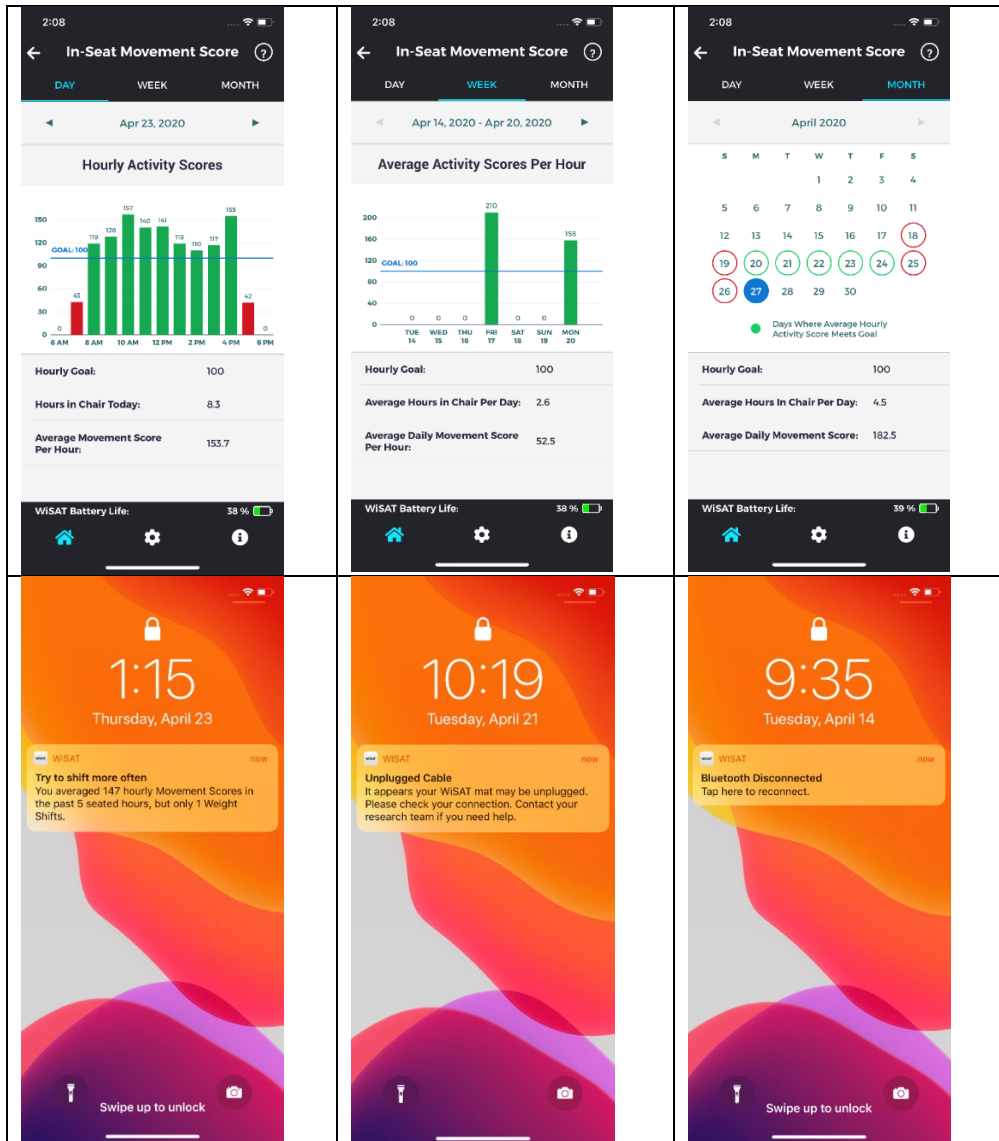 2:08
In-Seat Movement Score ?
DAY WEEK MONTH
Apr 23, 2020
Hourly Activity Scores
150
120
90
60
30
0
GOAL: 100
0 43 119 128 157 140 141 119 110 117 155 42 0
6 AM 8 AM 10 AM 12 PM 2 PM 4 PM 6 PM
Hourly Goal: 100
Hours in Chair Today: 8.3
Average Movement Score
Per Hour: 153.7
WiSAT Battery Life: 38 %
2:08
In-Seat Movement Score ?
DAY WEEK MONTH
Apr 14, 2020 - Apr 20, 2020
Average Activity Scores Per Hour
200
160
120
80
40
0
GOAL: 100
0 0 0 210 0 0 158
TUE WED THU FRI SAT SUN MON
14 15 16 17 18 19 20
Hourly Goal: 100
Average Hours in Chair Per Day: 2.6
Average Daily Movement Score
Per Hour: 52.5
WiSAT Battery Life: 38 %
2:08
In-Seat Movement Score ?
DAY WEEK MONTH
April 2020
S M T W T F S
1 2 3 4
5 6 7 8 9 10 11
12 13 14 15 16 17 18
19 20 21 22 23 24 25
26 27 28 29 30
Days Where Average Hourly
Activity Score Meets Goal
Hourly Goal: 100
Average Hours In Chair Per Day: 4.5
Average Daily Movement Score: 182.5
WiSAT Battery Life: 39 %
1:15
Thursday, April 23
WISAT now
Try to shift more often
You averaged 147 hourly Movement Scores in
the past 5 seated hours, but only 1 Weight
Shifts.
Swipe up to unlock
10:19
Tuesday, April 21
WISAT now
Unplugged Cable
It appears your WiSAT mat may be unplugged.
Please check your connection. Contact your
research team if you need help.
9:35
Tuesday, April 14
WISAT now
Bluetooth Disconnected
Tap here to reconnect.
Swipe up to unlock